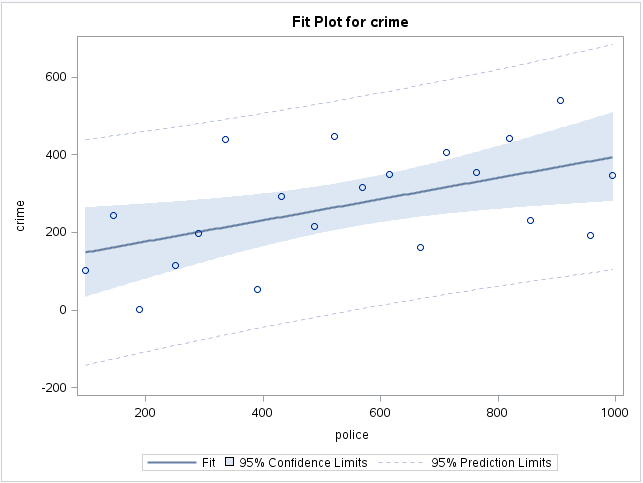 Fit Plot for crime
600
400
200
0
-200
crime
200
400
600
800
1000
police
Fit
95% Confidence Limits
95% Prediction Limits